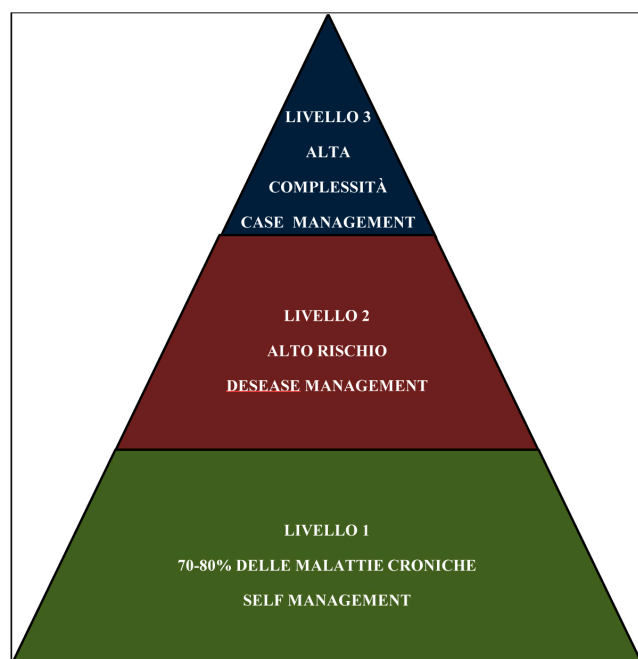 LIVELLO 3
ALTA
COMPLESSITÀ
CASE MANAGEMENT
LIVELLO 2
ALTO RISCHIO
DESEASE MANAGEMENT
LIVELLO 1
70-80% DELLE MALATTIE CRONICHE
SELF MANAGEMENT